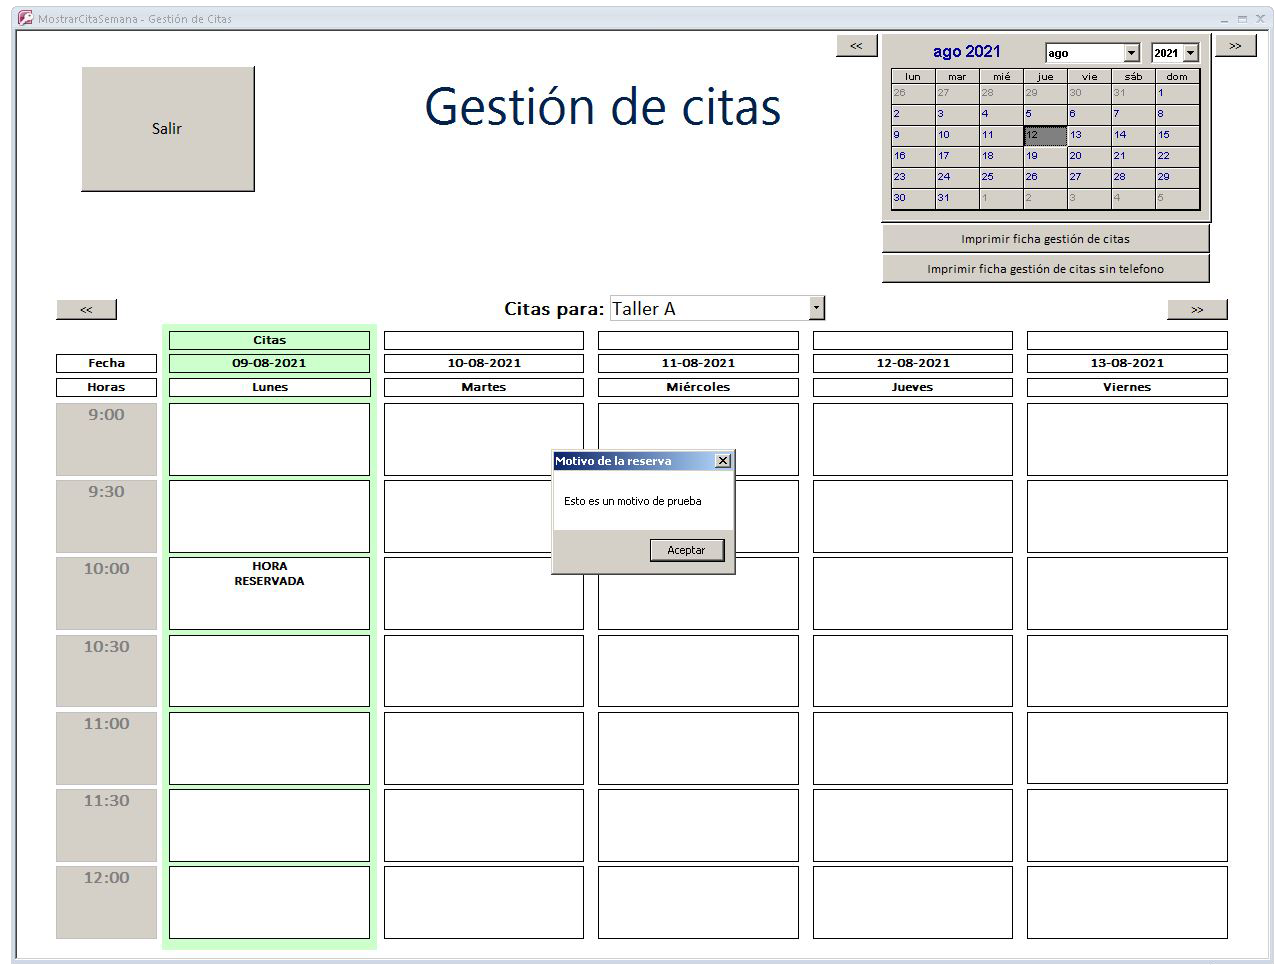 MostrarCitaSemana - Gestión de Citas
Salir
Gestión de citas
<<
ago 2021
ago
2021
>>
lun mar mié jue vie sáb dom
26 27 28 29 30 31 1
2 3 4 5 6 7 8
9 10 11 12 13 14 15
16 17 18 19 20 21 22
23 24 25 26 27 28 29
30 31 1 2 3 4 5
Imprimir ficha gestión de citas
Imprimir ficha gestión de citas sin telefono
<<
Citas para: Taller A
>>
Citas
Fecha 09-08-2021 10-08-2021 11-08-2021 12-08-2021 13-08-2021
Horas Lunes Martes Miércoles Jueves Viernes
9:00
Motivo de la reserva
Esto es un motivo de prueba
Aceptar
9:30
10:00
HORA
RESERVADA
10:30
11:00
11:30
12:00